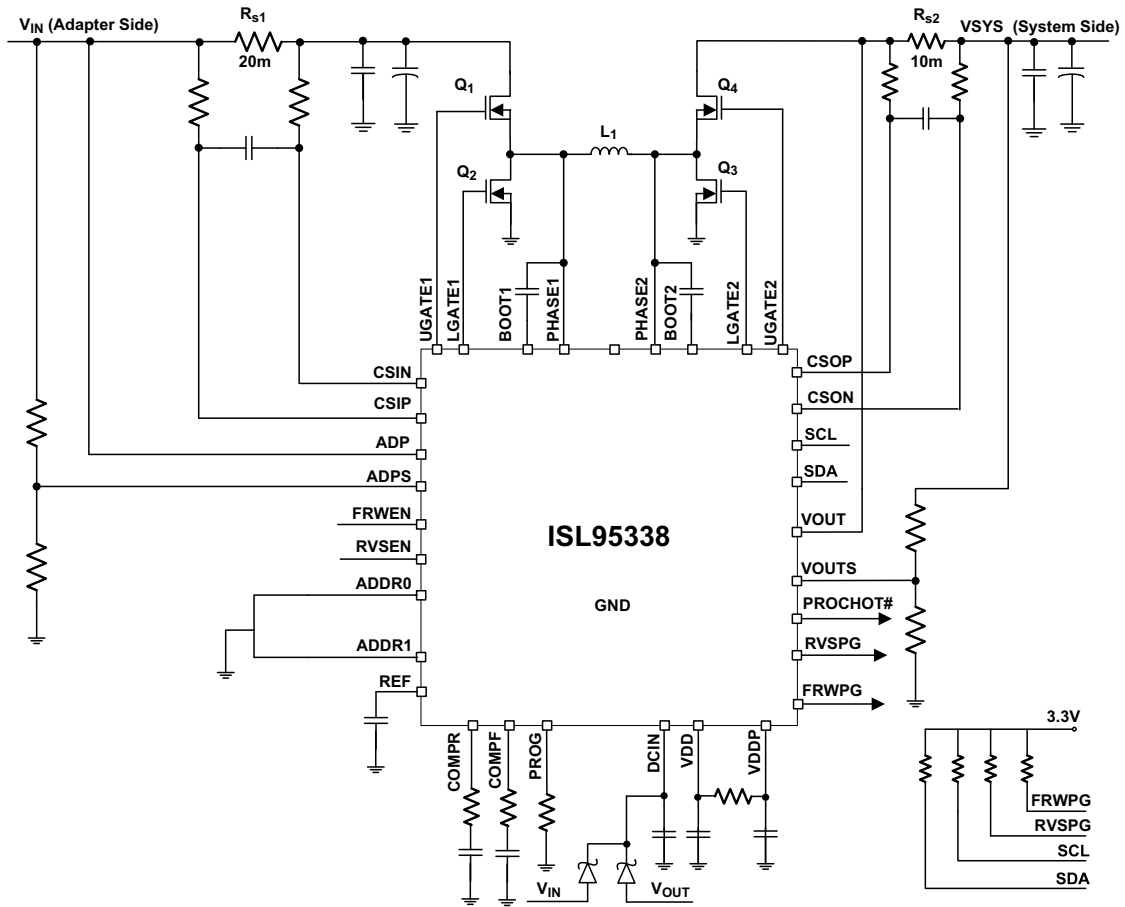 VIN (Adapter Side)
Rs1
20m
Rs2
10m
VSYS (System Side)
Q1
Q4
L1
Q2
Q3
UGATE1
LGATE1
BOOT1
PHASE1
PHASE2
BOOT2
LGATE2
UGATE2
CSIN
CSIP
ADP
ADPS
FRWEN
RVSEN
ADDR0
ADDR1
REF
ISL95338
GND
CSOP
CSON
SCL
SDA
VOUT
VOUTS
PROCHOT#
RVSPG
FRWPG
COMPR
COMPF
PROG
DCIN
VDD
VDDP
VIN
VOUT
3.3V
FRWPG
RVSPG
SCL
SDA